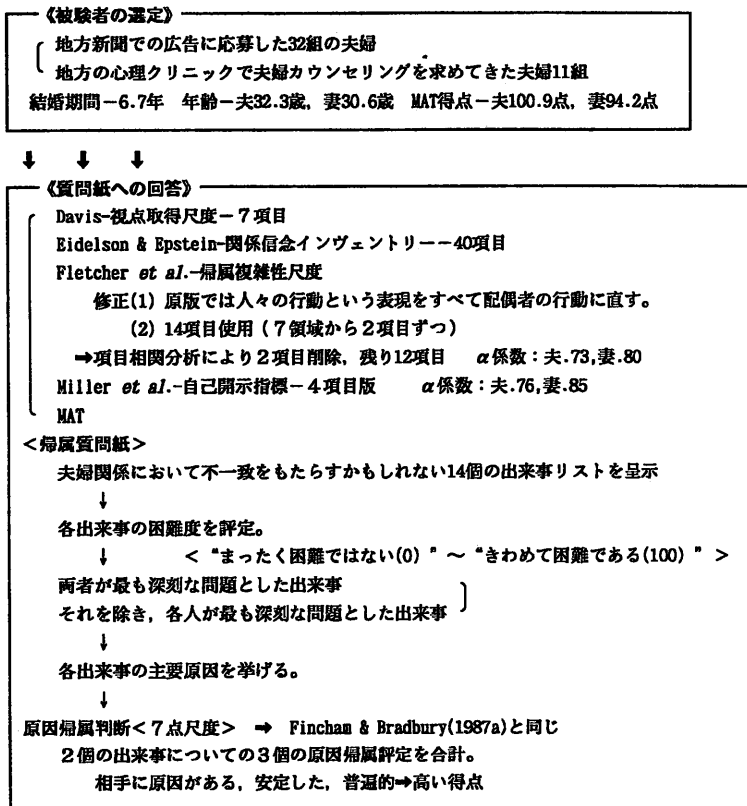 《被験者の選定》
地方新聞での広告に応募した32組の夫婦
地方の心理クリニックで夫婦カウンセリングを求めてきた夫婦11組
結婚期間－6.7年　年齢－夫32.3歳，妻30.6歳　MAT得点－夫100.9点，妻94.2点
↓　↓　↓
《質問紙への回答》
Davis-視点取得尺度－７項目
Eidelson & Epstein-関係信念インヴェントリー－-40項目
Fletcher et al.-帰属複雑性尺度
修正(1) 原版では人々の行動という表現をすべて配偶者の行動に直す。
(2) 14項目使用（７領域から２項目ずつ）
→項目相関分析により２項目削除，残り12項目　α係数：夫.73,妻.80
Miller et al.-自己開示指標－４項目版　α係数：夫.76,妻.85
MAT
＜帰属質問紙＞
夫婦関係において不一致をもたらすかもしれない14個の出来事リストを呈示
↓
各出来事の困難度を評定。
↓　＜ “まったく困難ではない(0) ” ～ “きわめて困難である(100) ” ＞
両者が最も深刻な問題とした出来事
それを除き，各人が最も深刻な問題とした出来事
↓
各出来事の主要原因を挙げる。
↓
原因帰属判断＜７点尺度＞　→　Fincham & Bradbury(1987a)と同じ
２個の出来事についての３個の原因帰属評定を合計。
相手に原因がある，安定した，普遍的→高い得点